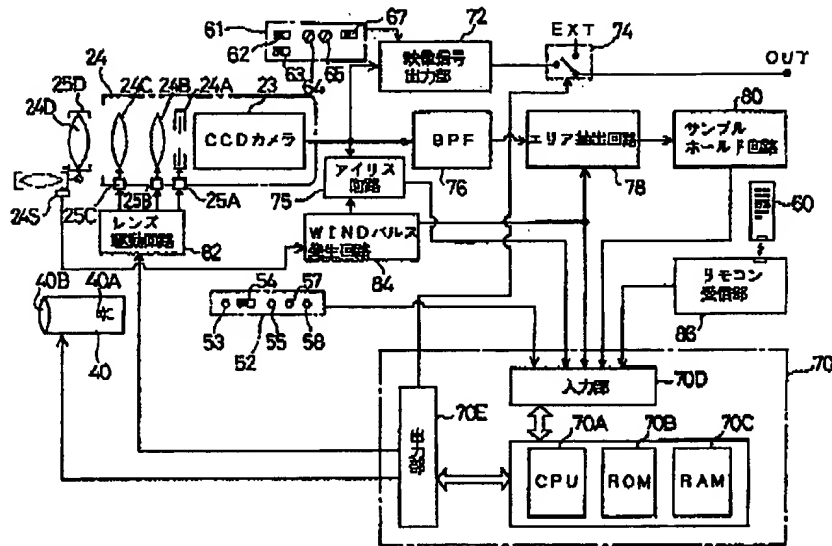 61
67
72
62
63
64
65
映像信号
出力部
EXT
74
OUT
24
25D
24D
24C
24B
24A
23
CCDカメラ
BPF
76
エリア抽出回路
78
80
サンプル
ホールド回路
24S
25C
25B
25A
75
アイリス
回路
レンズ
駆動回路
82
WINDパルス
発生回路
84
60
リモコン
受信部
86
40B
40A
40
54
57
53
52
55
58
入力部
70D
70
70E
出力部
70A
70B
70C
CPU
ROM
RAM